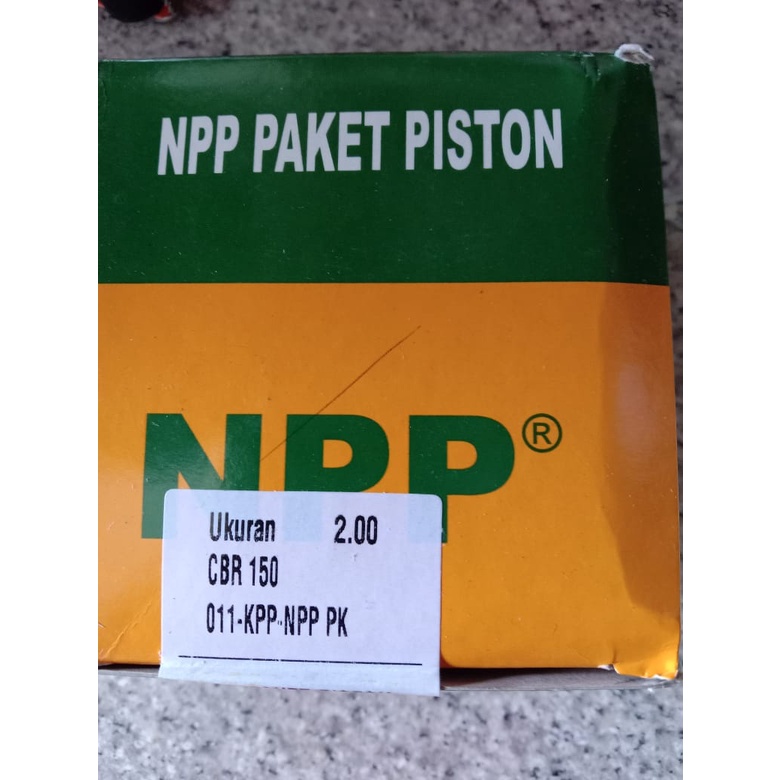 NPP PAKET PISTON
NPP®
Ukuran 2.00
CBR 150
011-KPP-NPP PK